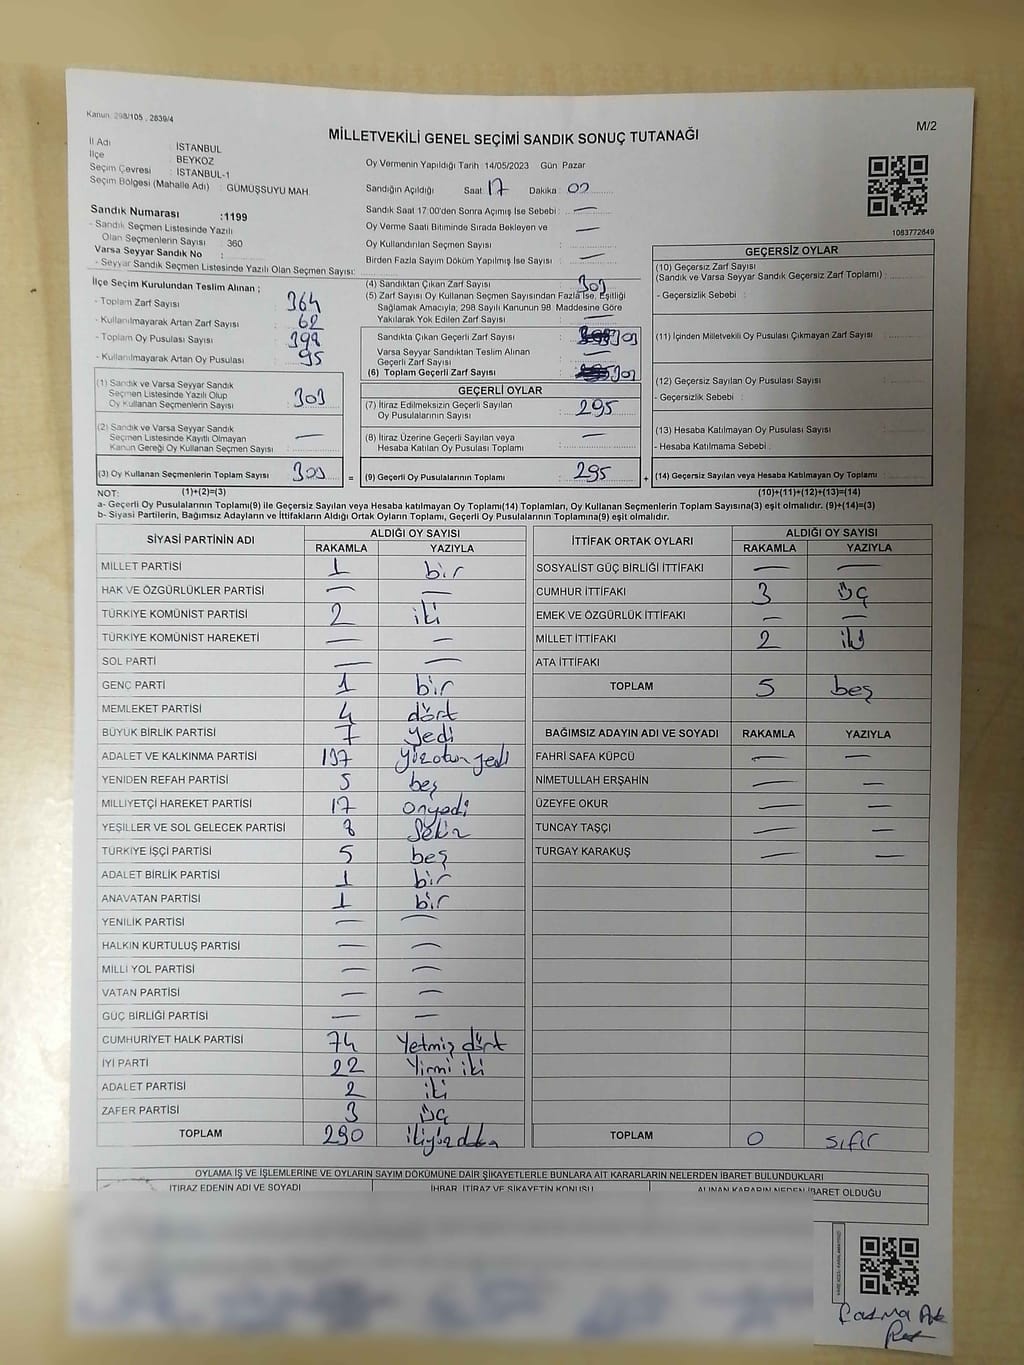 Kanun: 298/105 , 2839/4
MİLLETVEKİLİ GENEL SEÇİMİ SANDIK SONUÇ TUTANAĞI
M/2
İl Adı : İSTANBUL
İlçe : BEYKOZ
Seçim Çevresi : İSTANBUL-1
Seçim Bölgesi (Mahalle Adı) : GÜMÜŞSUYU MAH
Oy Vermenin Yapıldığı Tarih 14/05/2023 Gün Pazar
Sandığın Açıldığı Saat 17 Dakika 00
Sandık Saat 17:00'den Sonra Açımış İse Sebebi : —
Oy Verme Saati Bitiminde Sırada Bekleyen ve —
Oy Kullandırılan Seçmen Sayısı :
Birden Fazla Sayım Döküm Yapılmış İse Sayısı : —
1083772649
Sandık Numarası :1199
- Sandık Seçmen Listesinde Yazılı
Olan Seçmenlerin Sayısı : 360
Varsa Seyyar Sandık No :
- Seyyar Sandık Seçmen Listesinde Yazılı Olan Seçmen Sayısı:
İlçe Seçim Kurulundan Teslim Alınan ;
- Toplam Zarf Sayısı : 364
- Kullanılmayarak Artan Zarf Sayısı : 62
- Toplam Oy Pusulası Sayısı : 398
- Kullanılmayarak Artan Oy Pusulası : 95
(1) Sandık ve Varsa Seyyar Sandık
Seçmen Listesinde Yazılı Olup
Oy Kullanan Seçmenlerin Sayısı : 303
(2) Sandık ve Varsa Seyyar Sandık
Seçmen Listesinde Kayıtlı Olmayan
Kanun Gereği Oy Kullanan Seçmen Sayısı : —
(3) Oy Kullanan Seçmenlerin Toplam Sayısı : 303
(4) Sandıktan Çıkan Zarf Sayısı : 303
(5) Zarf Sayısı Oy Kullanan Seçmen Sayısından Fazla İse, Eşitliği
Sağlamak Amacıyla; 298 Sayılı Kanunun 98. Maddesine Göre
Yakılarak Yok Edilen Zarf Sayısı : —
Sandıkta Çıkan Geçerli Zarf Sayısı : 303
Varsa Seyyar Sandıktan Teslim Alınan
Geçerli Zarf Sayısı : —
(6) Toplam Geçerli Zarf Sayısı : 303
GEÇERLİ OYLAR
(7) İtiraz Edilmeksizin Geçerli Sayılan
Oy Pusulalarının Sayısı : 295
(8) İtiraz Üzerine Geçerli Sayılan veya
Hesaba Katılan Oy Pusulası Toplamı : —
= (9) Geçerli Oy Pusulalarının Toplamı : 295
GEÇERSİZ OYLAR
(10) Geçersiz Zarf Sayısı
(Sandık ve Varsa Seyyar Sandık Geçersiz Zarf Toplamı) :
- Geçersizlik Sebebi :
(11) İçinden Milletvekili Oy Pusulası Çıkmayan Zarf Sayısı :
(12) Geçersiz Sayılan Oy Pusulası Sayısı :
- Geçersizlik Sebebi :
(13) Hesaba Katılmayan Oy Pusulası Sayısı :
- Hesaba Katılmama Sebebi :
+ (14) Geçersiz Sayılan veya Hesaba Katılmayan Oy Pusulası Toplamı :
NOT: (1)+(2)=(3)
(10)+(11)+(12)+(13)=(14)
a- Geçerli Oy Pusulalarının Toplamı(9) ile Geçersiz Sayılan veya Hesaba katılmayan Oy Pusulası Toplamı(14) Toplamları, Oy Kullanan Seçmenlerin Toplam Sayısına(3) eşit olmalıdır. (9)+(14)=(3)
b- Siyasi Partilerin, Bağımsız Adayların ve İttifakların Aldığı Ortak Oyların Toplamı, Geçerli Oy Pusulalarının Toplamına(9) eşit olmalıdır.
SİYASİ PARTİNİN ADI ALDIĞI OY SAYISI
RAKAMLA YAZIYLA
MİLLET PARTİSİ 1 bir
HAK VE ÖZGÜRLÜKLER PARTİSİ — —
TÜRKİYE KOMÜNİST PARTİSİ 2 iki
TÜRKİYE KOMÜNİST HAREKETİ — —
SOL PARTİ — —
GENÇ PARTİ 1 bir
MEMLEKET PARTİSİ 4 dört
BÜYÜK BİRLİK PARTİSİ 7 yedi
ADALET VE KALKINMA PARTİSİ 137 yüzotuzyedi
YENİDEN REFAH PARTİSİ 5 beş
MİLLİYETÇİ HAREKET PARTİSİ 17 onyedi
YEŞİLLER VE SOL GELECEK PARTİSİ 8 Sekiz
TÜRKİYE İŞÇİ PARTİSİ 5 beş
ADALET BİRLİK PARTİSİ 1 bir
ANAVATAN PARTİSİ 1 bir
YENİLİK PARTİSİ — —
HALKIN KURTULUŞ PARTİSİ — —
MİLLİ YOL PARTİSİ — —
VATAN PARTİSİ — —
GÜÇ BİRLİĞİ PARTİSİ — —
CUMHURİYET HALK PARTİSİ 74 Yetmiş dört
İYİ PARTİ 22 Yirmi iki
ADALET PARTİSİ 2 iki
ZAFER PARTİSİ 3 üç
TOPLAM 290
İTTİFAK ORTAK OYLARI ALDIĞI OY SAYISI
RAKAMLA YAZIYLA
SOSYALİST GÜÇ BİRLİĞİ İTTİFAKI — —
CUMHUR İTTİFAKI 3 üç
EMEK VE ÖZGÜRLÜK İTTİFAKI — —
MİLLET İTTİFAKI 2 iki
ATA İTTİFAKI
TOPLAM 5 beş
BAĞIMSIZ ADAYIN ADI VE SOYADI RAKAMLA YAZIYLA
FAHRİ SAFA KÜPCÜ — —
NİMETULLAH ERŞAHİN — —
ÜZEYFE OKUR — —
TUNCAY TAŞÇI — —
TURGAY KARAKUŞ — —
TOPLAM 0 sıfır
OYLAMA İŞ VE İŞLEMLERİNE VE OYLARIN SAYIM DÖKÜMÜNE DAİR ŞİKAYETLERLE BUNLARA AİT KARARLARIN NELERDEN İBARET BULUNDUKLARI
İTİRAZ EDENİN ADI VE SOYADI İHBAR, İTİRAZ VE ŞİKAYETİN KONUSU ALINAN KARARIN NEDEN İBARET OLDUĞU